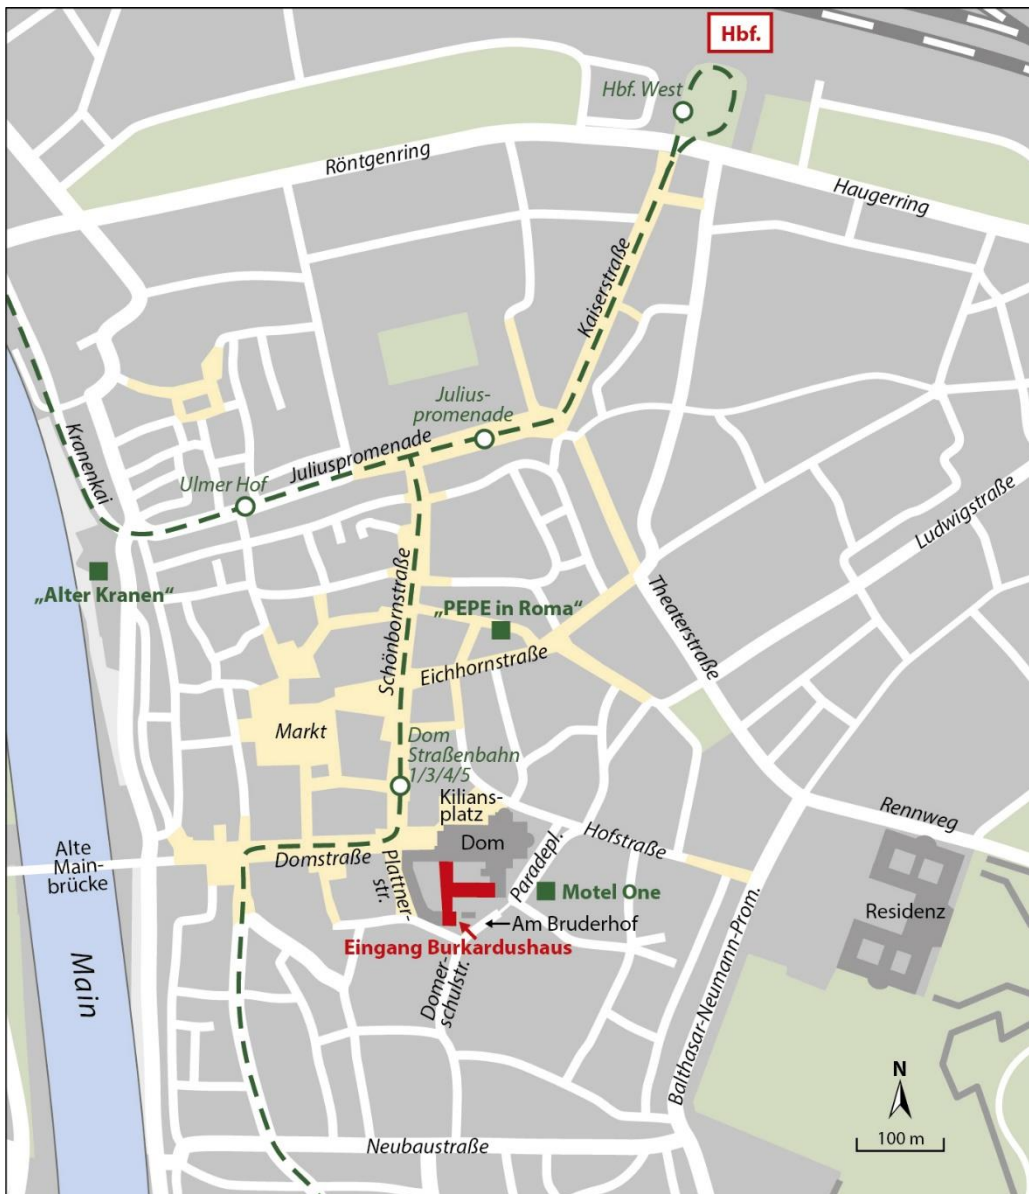 Hbf.
Hbf. West
Röntgenring
Haugerring
Kaiserstraße
Julius-
promenade
Juliuspromenade
Kranenkai
Ulmer Hof
Ludwigstraße
„Alter Kranen“
„PEPE in Roma“
Theaterstraße
Schönbornstraße
Eichhornstraße
Markt
Dom
Straßenbahn
1/3/4/5
Kilians-
platz
Rennweg
Hofstraße
Dom
Alte
Main-
brücke
Domstraße
Plattner-
str.
Paradepl.
Motel One
Residenz
Am Bruderhof
Eingang Burkardushaus
Main
Domer-
schulstr.
Balthasar-Neumann-Prom.
N
100 m
Neubaustraße